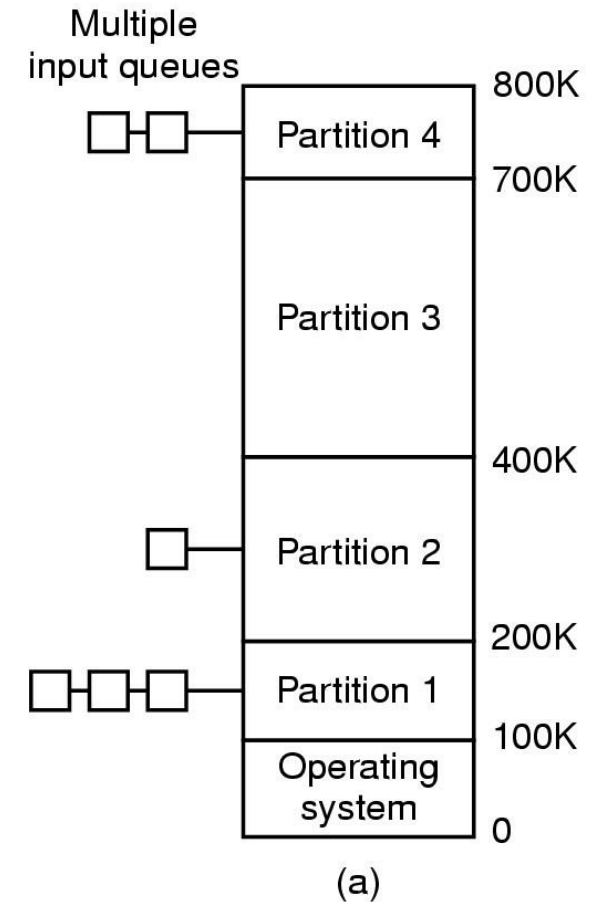 Multiple
input queues
800K
Partition 4
700K
Partition 3
400K
Partition 2
200K
Partition 1
100K
Operating
system
0
(a)